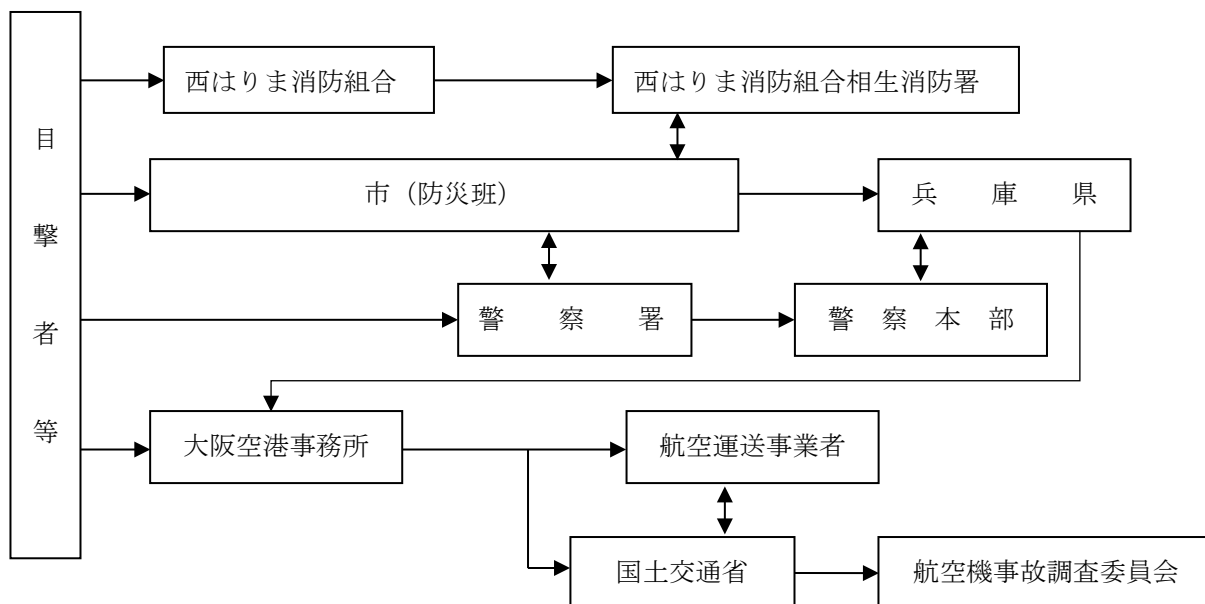 目撃者等
西はりま消防組合
西はりま消防組合相生消防署
市（防災班）
兵庫県
警察署
警察本部
大阪空港事務所
航空運送事業者
国土交通省
航空機事故調査委員会